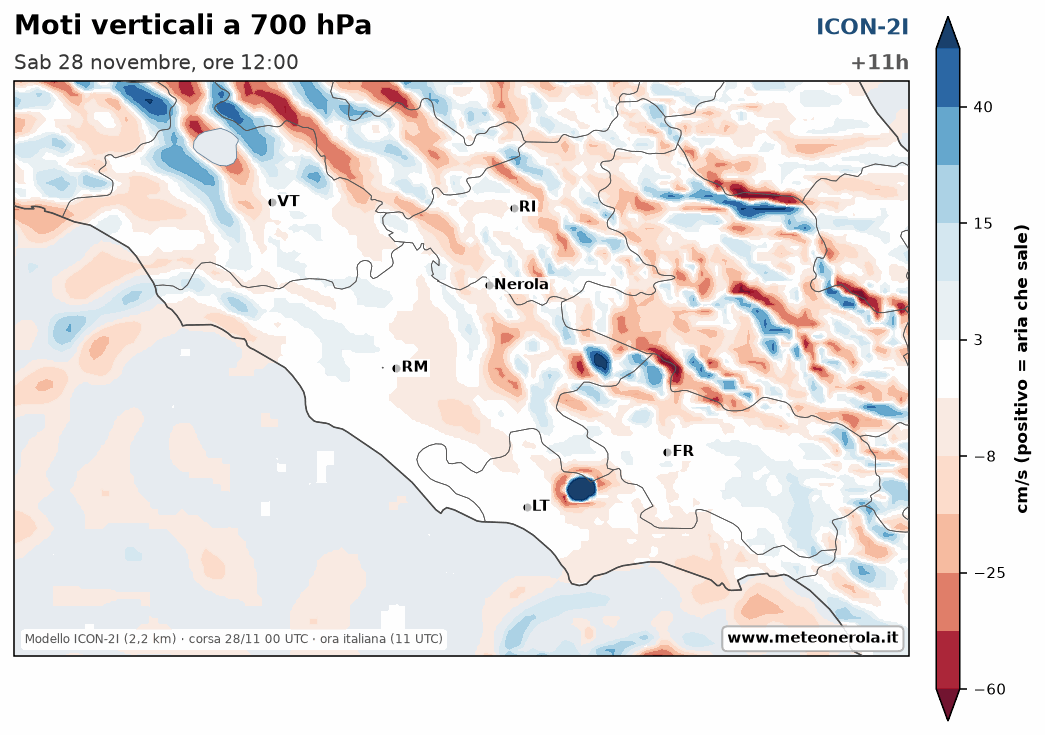 Moti verticali a 700 hPa
ICON-2I
Sab 28 novembre, ore 12:00
+11h
40
15
3
−8
−25
−60
cm/s (positivo = aria che sale)
VT
RI
Nerola
RM
FR
LT
Modello ICON-2I (2,2 km) · corsa 28/11 00 UTC · ora italiana (11 UTC)
www.meteonerola.it